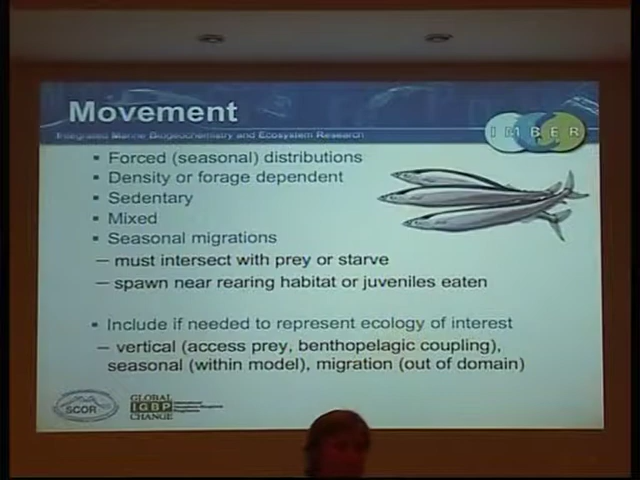 Movement
Integrated Marine Biogeochemistry and Ecosystem Research
IMBER
▪ Forced (seasonal) distributions
▪ Density or forage dependent
▪ Sedentary
▪ Mixed
▪ Seasonal migrations
– must intersect with prey or starve
– spawn near rearing habitat or juveniles eaten
▪ Include if needed to represent ecology of interest
– vertical (access prey, benthopelagic coupling),
seasonal (within model), migration (out of domain)
SCOR
GLOBAL
IGBP
CHANGE